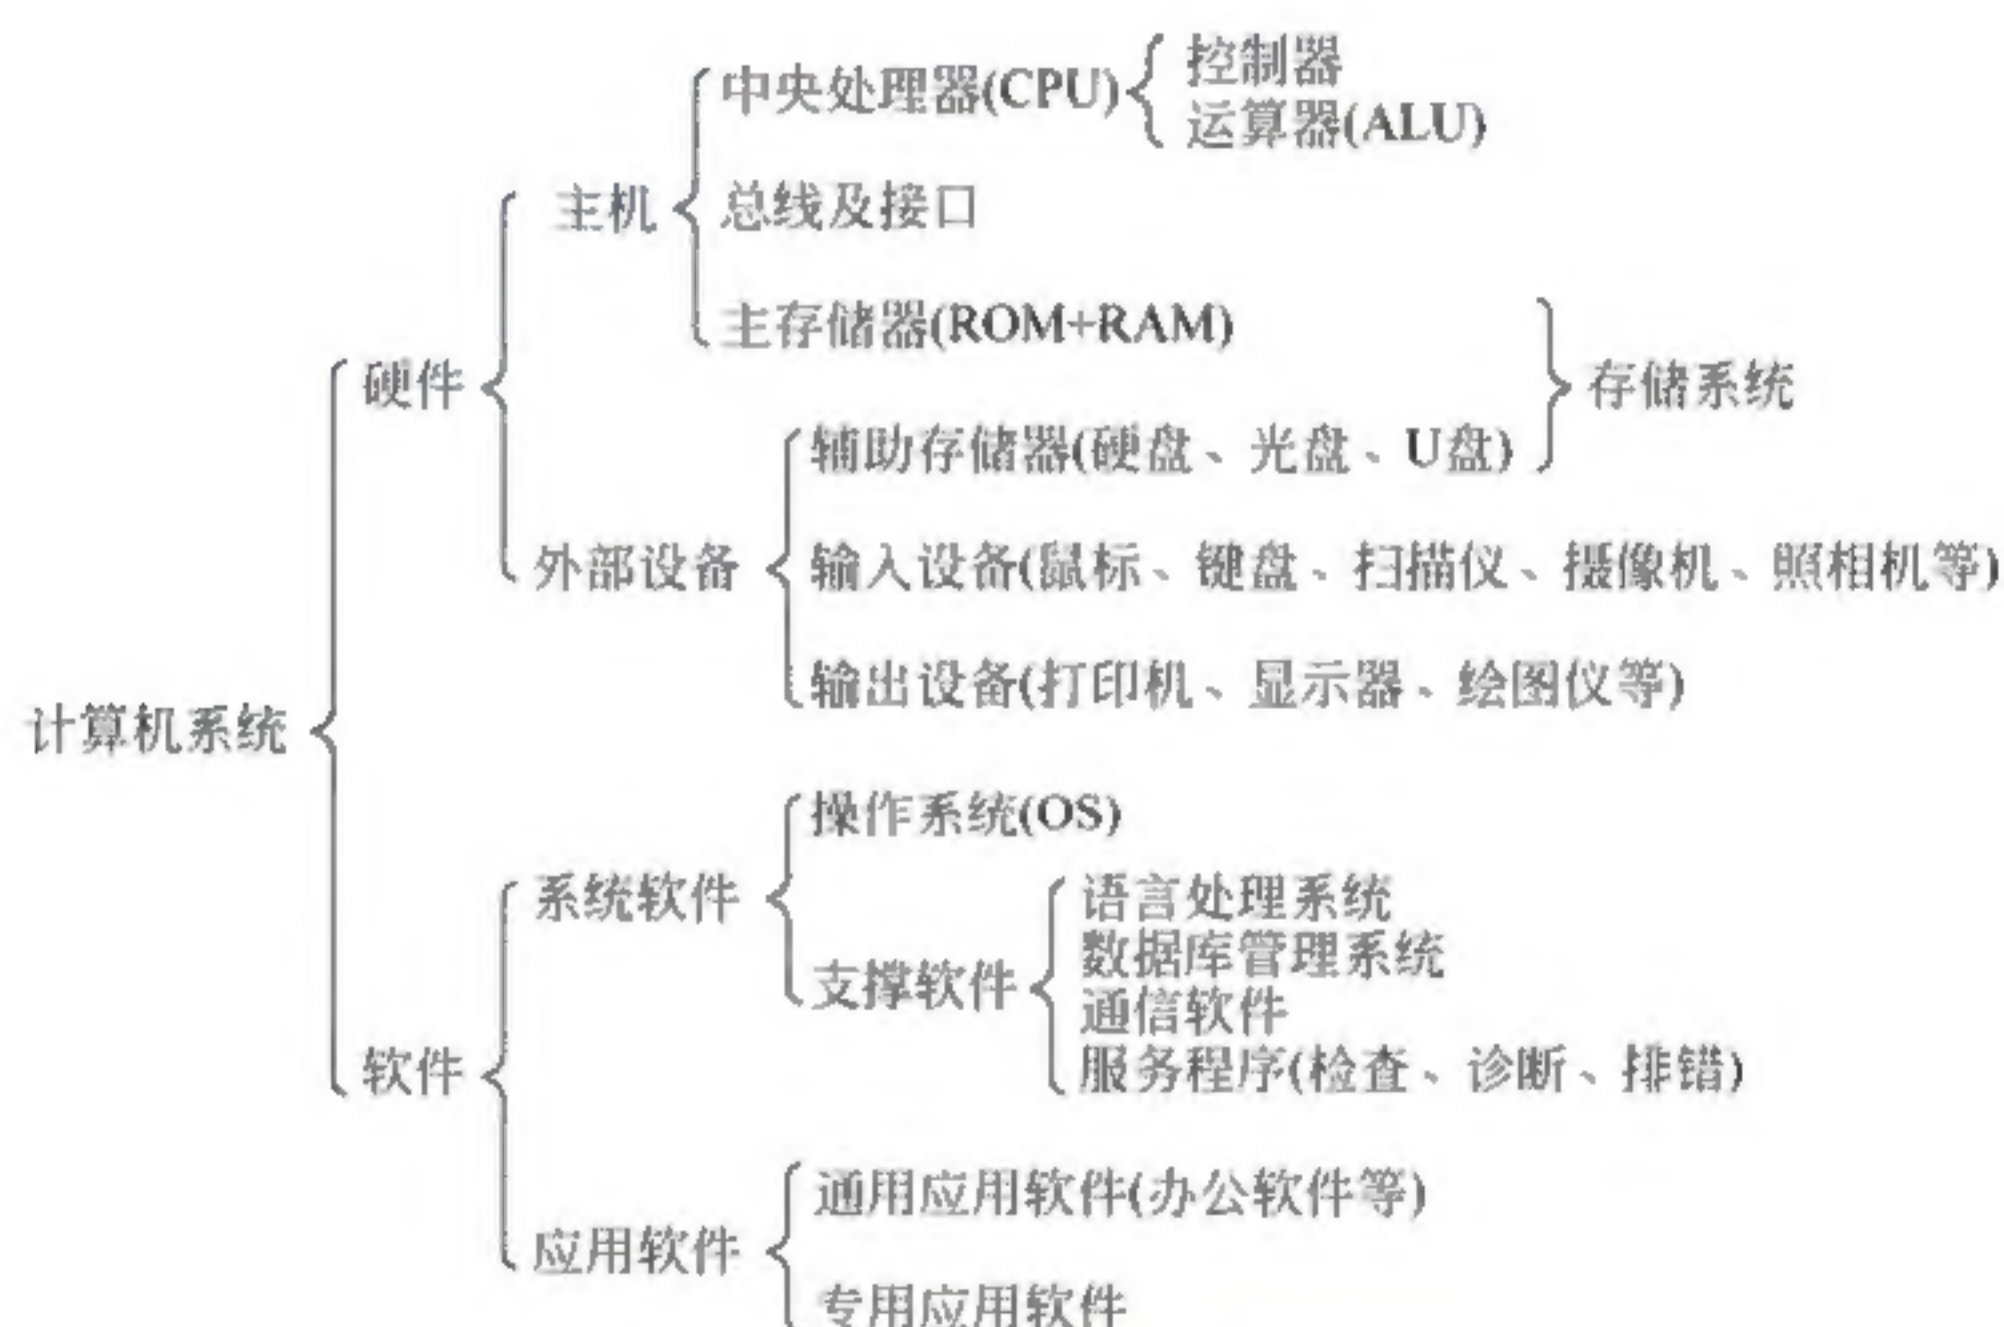 控制器
中央处理器(CPU)
运算器(ALU)
主机
总线及接口
主存储器(ROM+RAM)
硬件
存储系统
辅助存储器(硬盘、光盘、U盘)
外部设备
输入设备(鼠标、键盘、扫描仪、摄像机、照相机等)
输出设备(打印机、显示器、绘图仪等)
计算机系统
操作系统(OS)
系统软件
语言处理系统
数据库管理系统
支撑软件
通信软件
软件
服务程序(检查、诊断、排错)
通用应用软件(办公软件等)
应用软件
专用应用软件